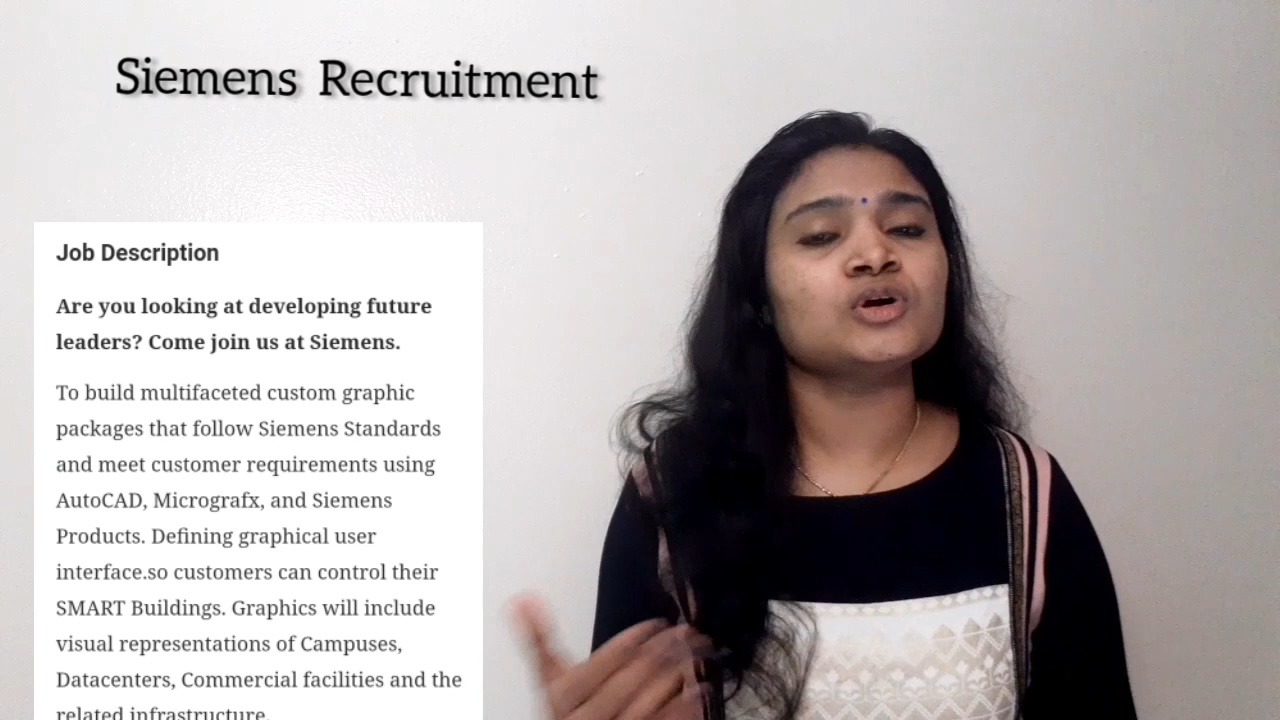 Siemens Recruitment
Job Description
Are you looking at developing future
leaders? Come join us at Siemens.
To build multifaceted custom graphic
packages that follow Siemens Standards
and meet customer requirements using
AutoCAD, Micrografx, and Siemens
Products. Defining graphical user
interface.so customers can control their
SMART Buildings. Graphics will include
visual representations of Campuses,
Datacenters, Commercial facilities and the
related infrastructure.